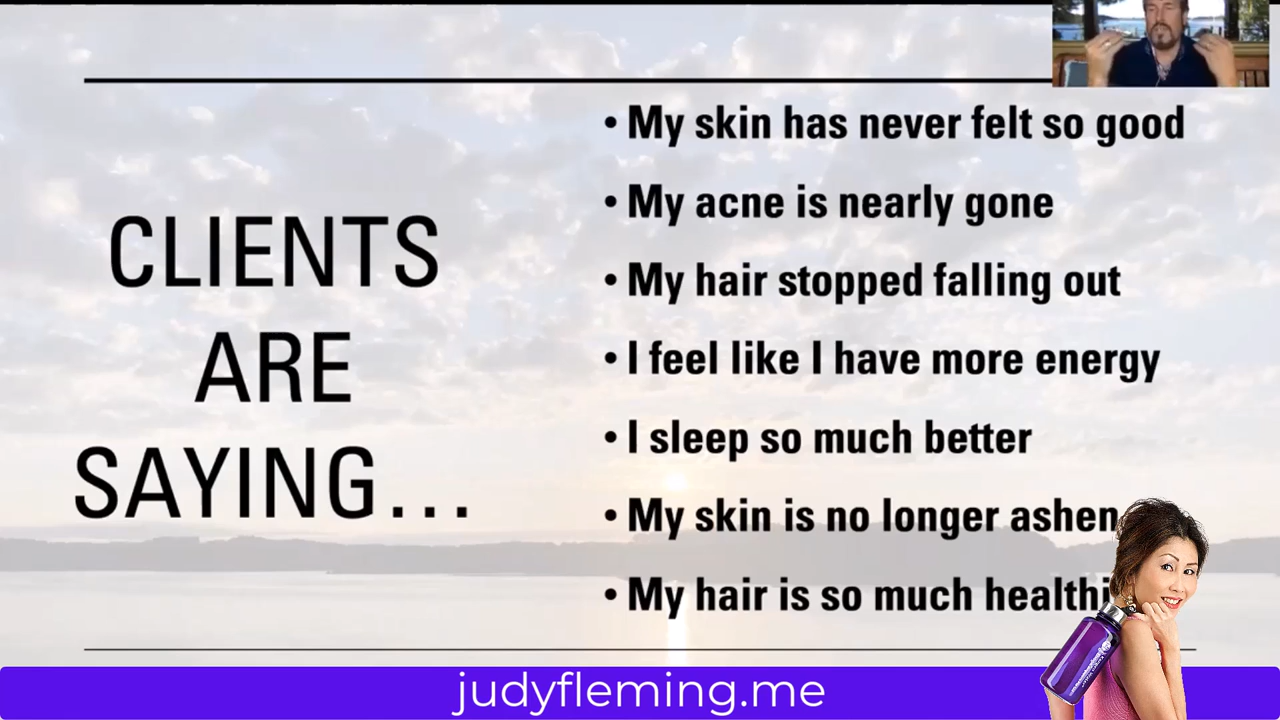 CLIENTS
ARE
SAYING...
• My skin has never felt so good
• My acne is nearly gone
• My hair stopped falling out
• I feel like I have more energy
• I sleep so much better
• My skin is no longer ashen
• My hair is so much healthi
judyfleming.me